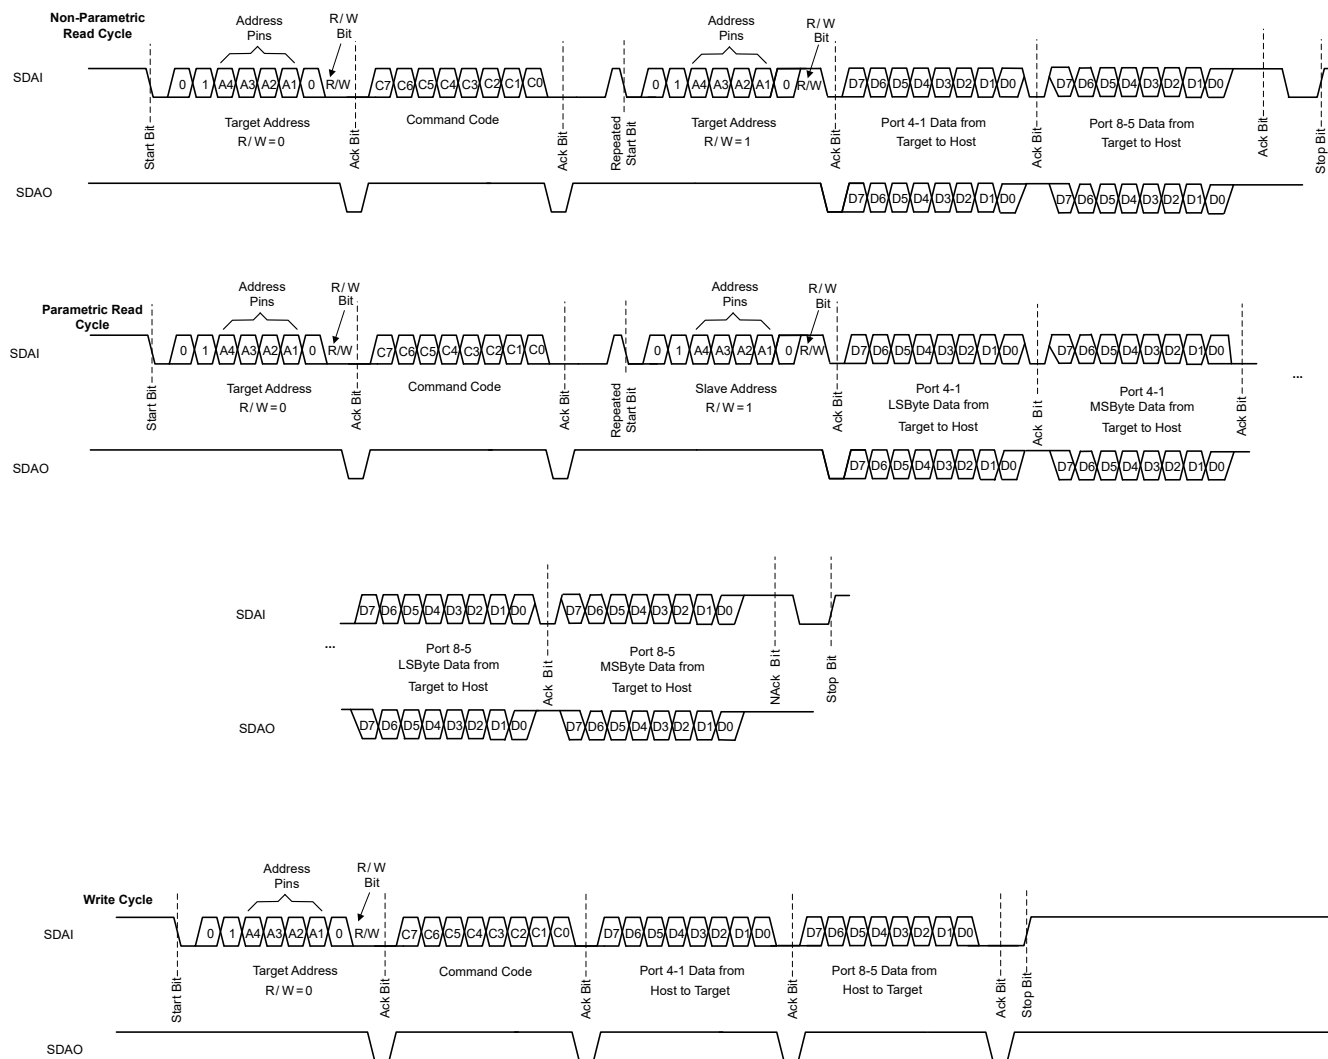 Non-Parametric
Read Cycle
Address
Pins
R/ W
Bit
Address
Pins
R/ W
Bit
SDAI
0 1 A4 A3 A2 A1 0 R/W
C7 C6 C5 C4 C3 C2 C1 C0
0 1 A4 A3 A2 A1 0 R/W
D7 D6 D5 D4 D3 D2 D1 D0
D7 D6 D5 D4 D3 D2 D1 D0
Start Bit
Target Address
R/ W=0
Ack Bit
Command Code
Ack Bit
Repeated
Start Bit
Target Address
R/ W=1
Ack Bit
Port 4-1 Data from
Target to Host
Ack Bit
Port 8-5 Data from
Target to Host
Ack Bit
Stop Bit
SDAO
D7 D6 D5 D4 D3 D2 D1 D0
D7 D6 D5 D4 D3 D2 D1 D0
Parametric Read
Cycle
Address
Pins
R/ W
Bit
Address
Pins
R/ W
Bit
SDAI
0 1 A4 A3 A2 A1 0 R/W
C7 C6 C5 C4 C3 C2 C1 C0
0 1 A4 A3 A2 A1 0 R/W
D7 D6 D5 D4 D3 D2 D1 D0
D7 D6 D5 D4 D3 D2 D1 D0
...
Start Bit
Target Address
R/ W=0
Ack Bit
Command Code
Ack Bit
Repeated
Start Bit
Slave Address
R/ W=1
Ack Bit
Port 4-1
LSByte Data from
Target to Host
Ack Bit
Port 4-1
MSByte Data from
Target to Host
Ack Bit
SDAO
D7 D6 D5 D4 D3 D2 D1 D0
D7 D6 D5 D4 D3 D2 D1 D0
SDAI
D7 D6 D5 D4 D3 D2 D1 D0
D7 D6 D5 D4 D3 D2 D1 D0
...
Port 8-5
LSByte Data from
Target to Host
Ack Bit
Port 8-5
MSByte Data from
Target to Host
NAck Bit
Stop Bit
SDAO
D7 D6 D5 D4 D3 D2 D1 D0
D7 D6 D5 D4 D3 D2 D1 D0
Write Cycle
Address
Pins
R/ W
Bit
SDAI
0 1 A4 A3 A2 A1 0 R/W
C7 C6 C5 C4 C3 C2 C1 C0
D7 D6 D5 D4 D3 D2 D1 D0
D7 D6 D5 D4 D3 D2 D1 D0
Start Bit
Target Address
R/ W=0
Ack Bit
Command Code
Ack Bit
Port 4-1 Data from
Host to Target
Ack Bit
Port 8-5 Data from
Host to Target
Ack Bit
Stop Bit
SDAO